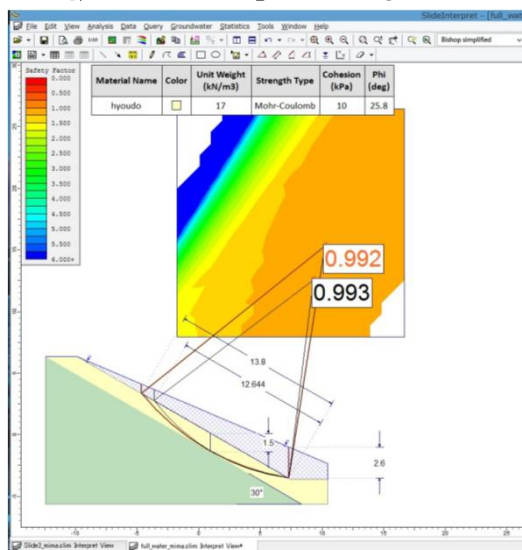 SlideInterpret - [full_wat
File Edit View Analysis Data Query Groundwater Statistics Tools Window Help
Bishop simplified
Safety Factor
0.000
0.500
1.000
1.500
2.000
2.500
3.000
3.500
4.000
4.500
5.000
5.500
6.000+
Material Name Color Unit Weight (kN/m3) Strength Type Cohesion (kPa) Phi (deg)
hyoudo 17 Mohr-Coulomb 10 25.8
0.992
0.993
13.8
12.644
1.5
2.6
30°
-10 -5 0 5 10 15 20 25
Slide2_mima.slim Interpret View full_water_mima.slim Interpret View*